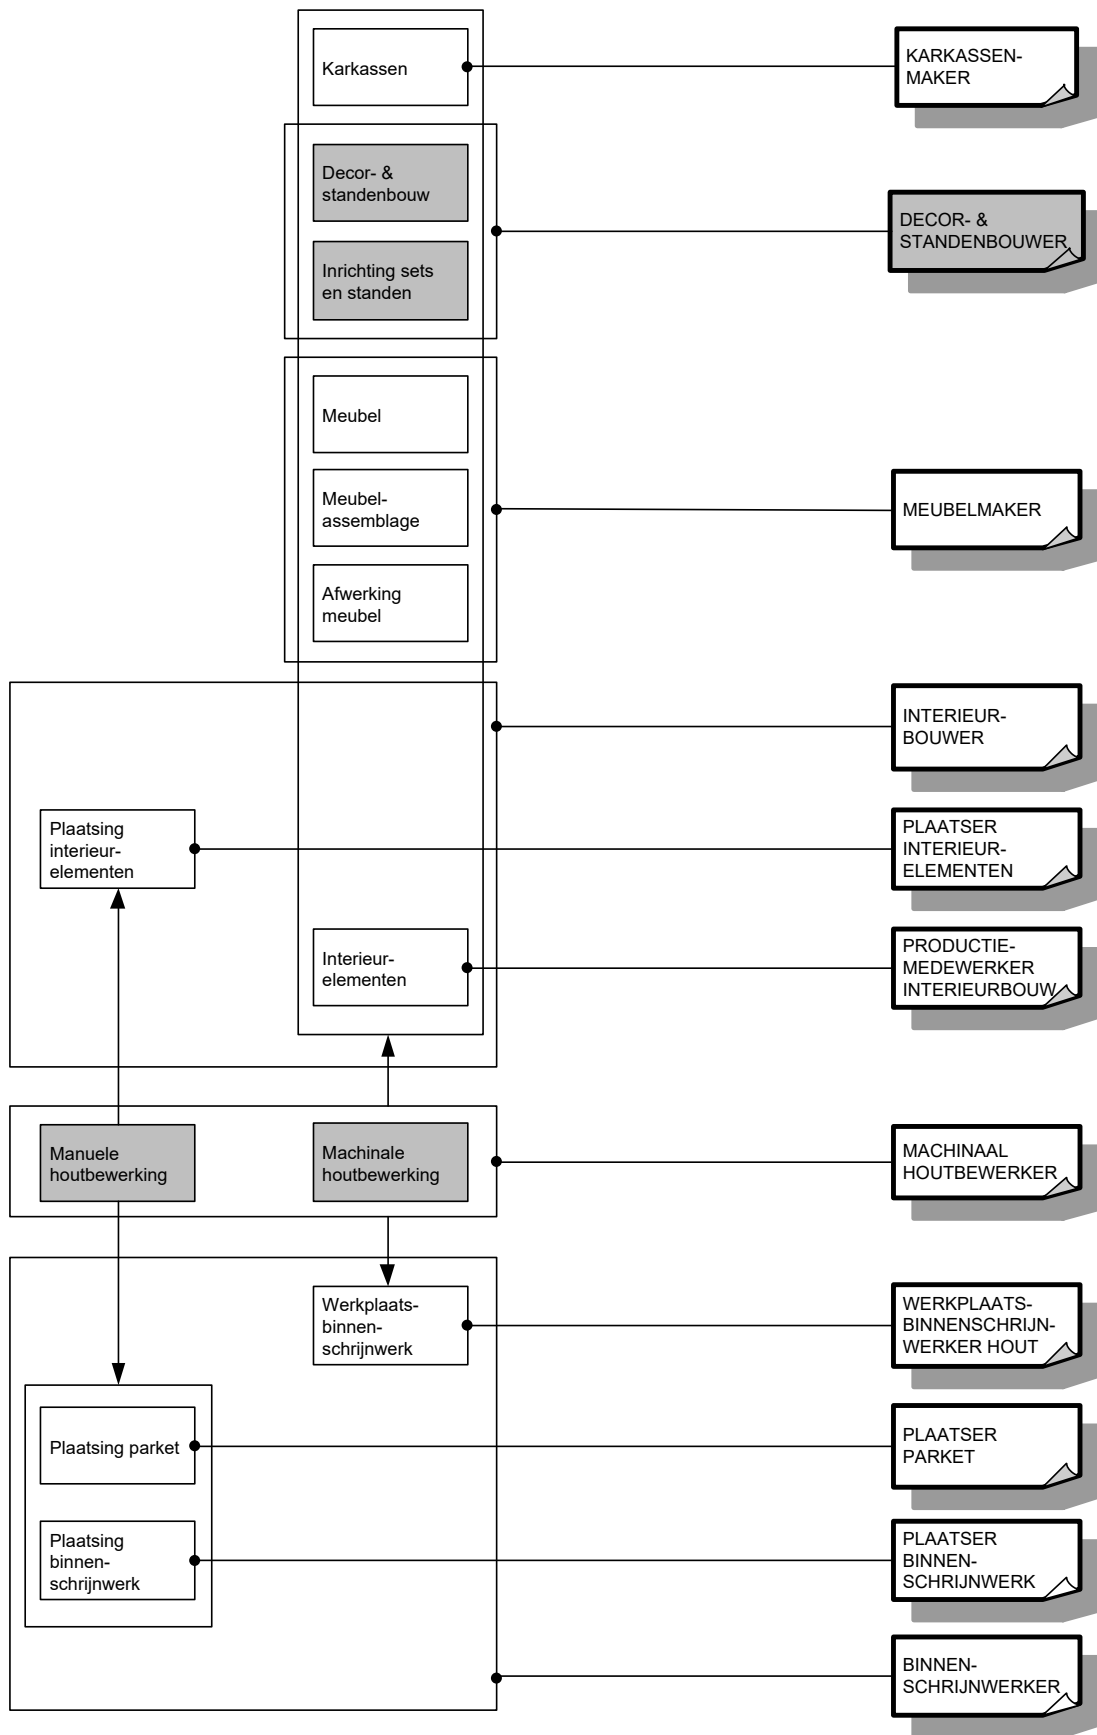 Karkassen
KARKASSEN-
MAKER
Decor- &
standenbouw
DECOR- &
STANDENBOUWER
Inrichting sets
en standen
Meubel
Meubel-
assemblage
MEUBELMAKER
Afwerking
meubel
INTERIEUR-
BOUWER
Plaatsing
interieur-
elementen
PLAATSER
INTERIEUR-
ELEMENTEN
Interieur-
elementen
PRODUCTIE-
MEDEWERKER
INTERIEURBOUW
Manuele
houtbewerking
Machinale
houtbewerking
MACHINAAL
HOUTBEWERKER
Werkplaats-
binnen-
schrijnwerk
WERKPLAATS-
BINNENSCHRIJN-
WERKER HOUT
Plaatsing parket
PLAATSER
PARKET
Plaatsing
binnen-
schrijnwerk
PLAATSER
BINNEN-
SCHRIJNWERK
BINNEN-
SCHRIJNWERKER